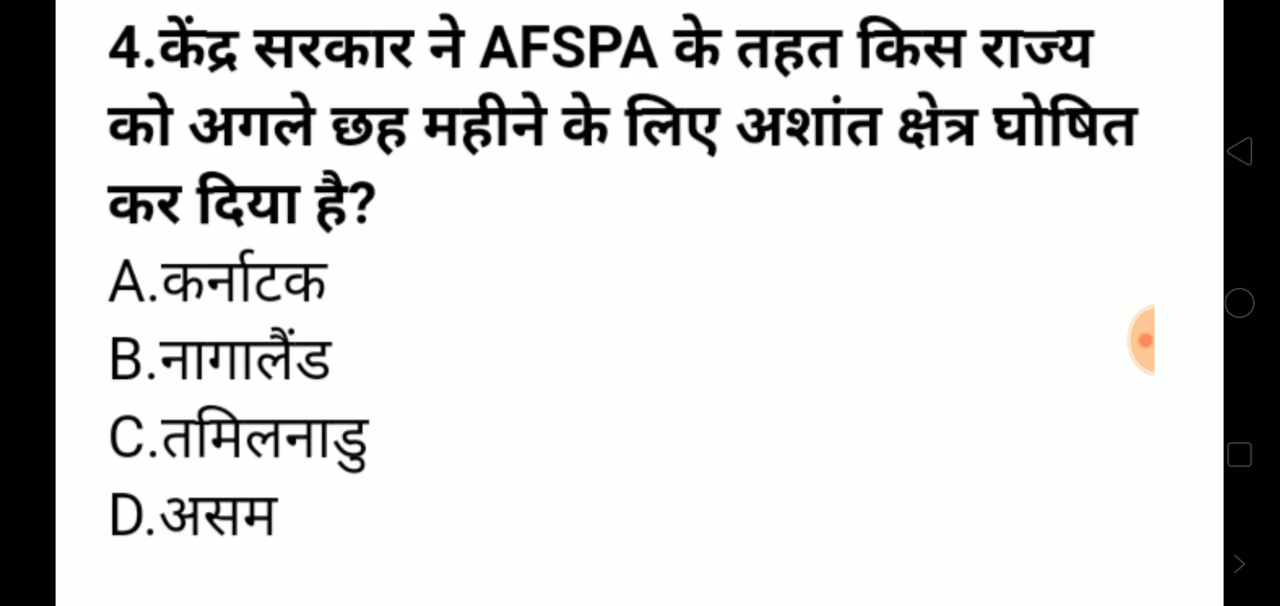 4.केंद्र सरकार ने AFSPA के तहत किस राज्य
को अगले छह महीने के लिए अशांत क्षेत्र घोषित
कर दिया है?
A.कर्नाटक
B.नागालैंड
C.तमिलनाडु
D.असम